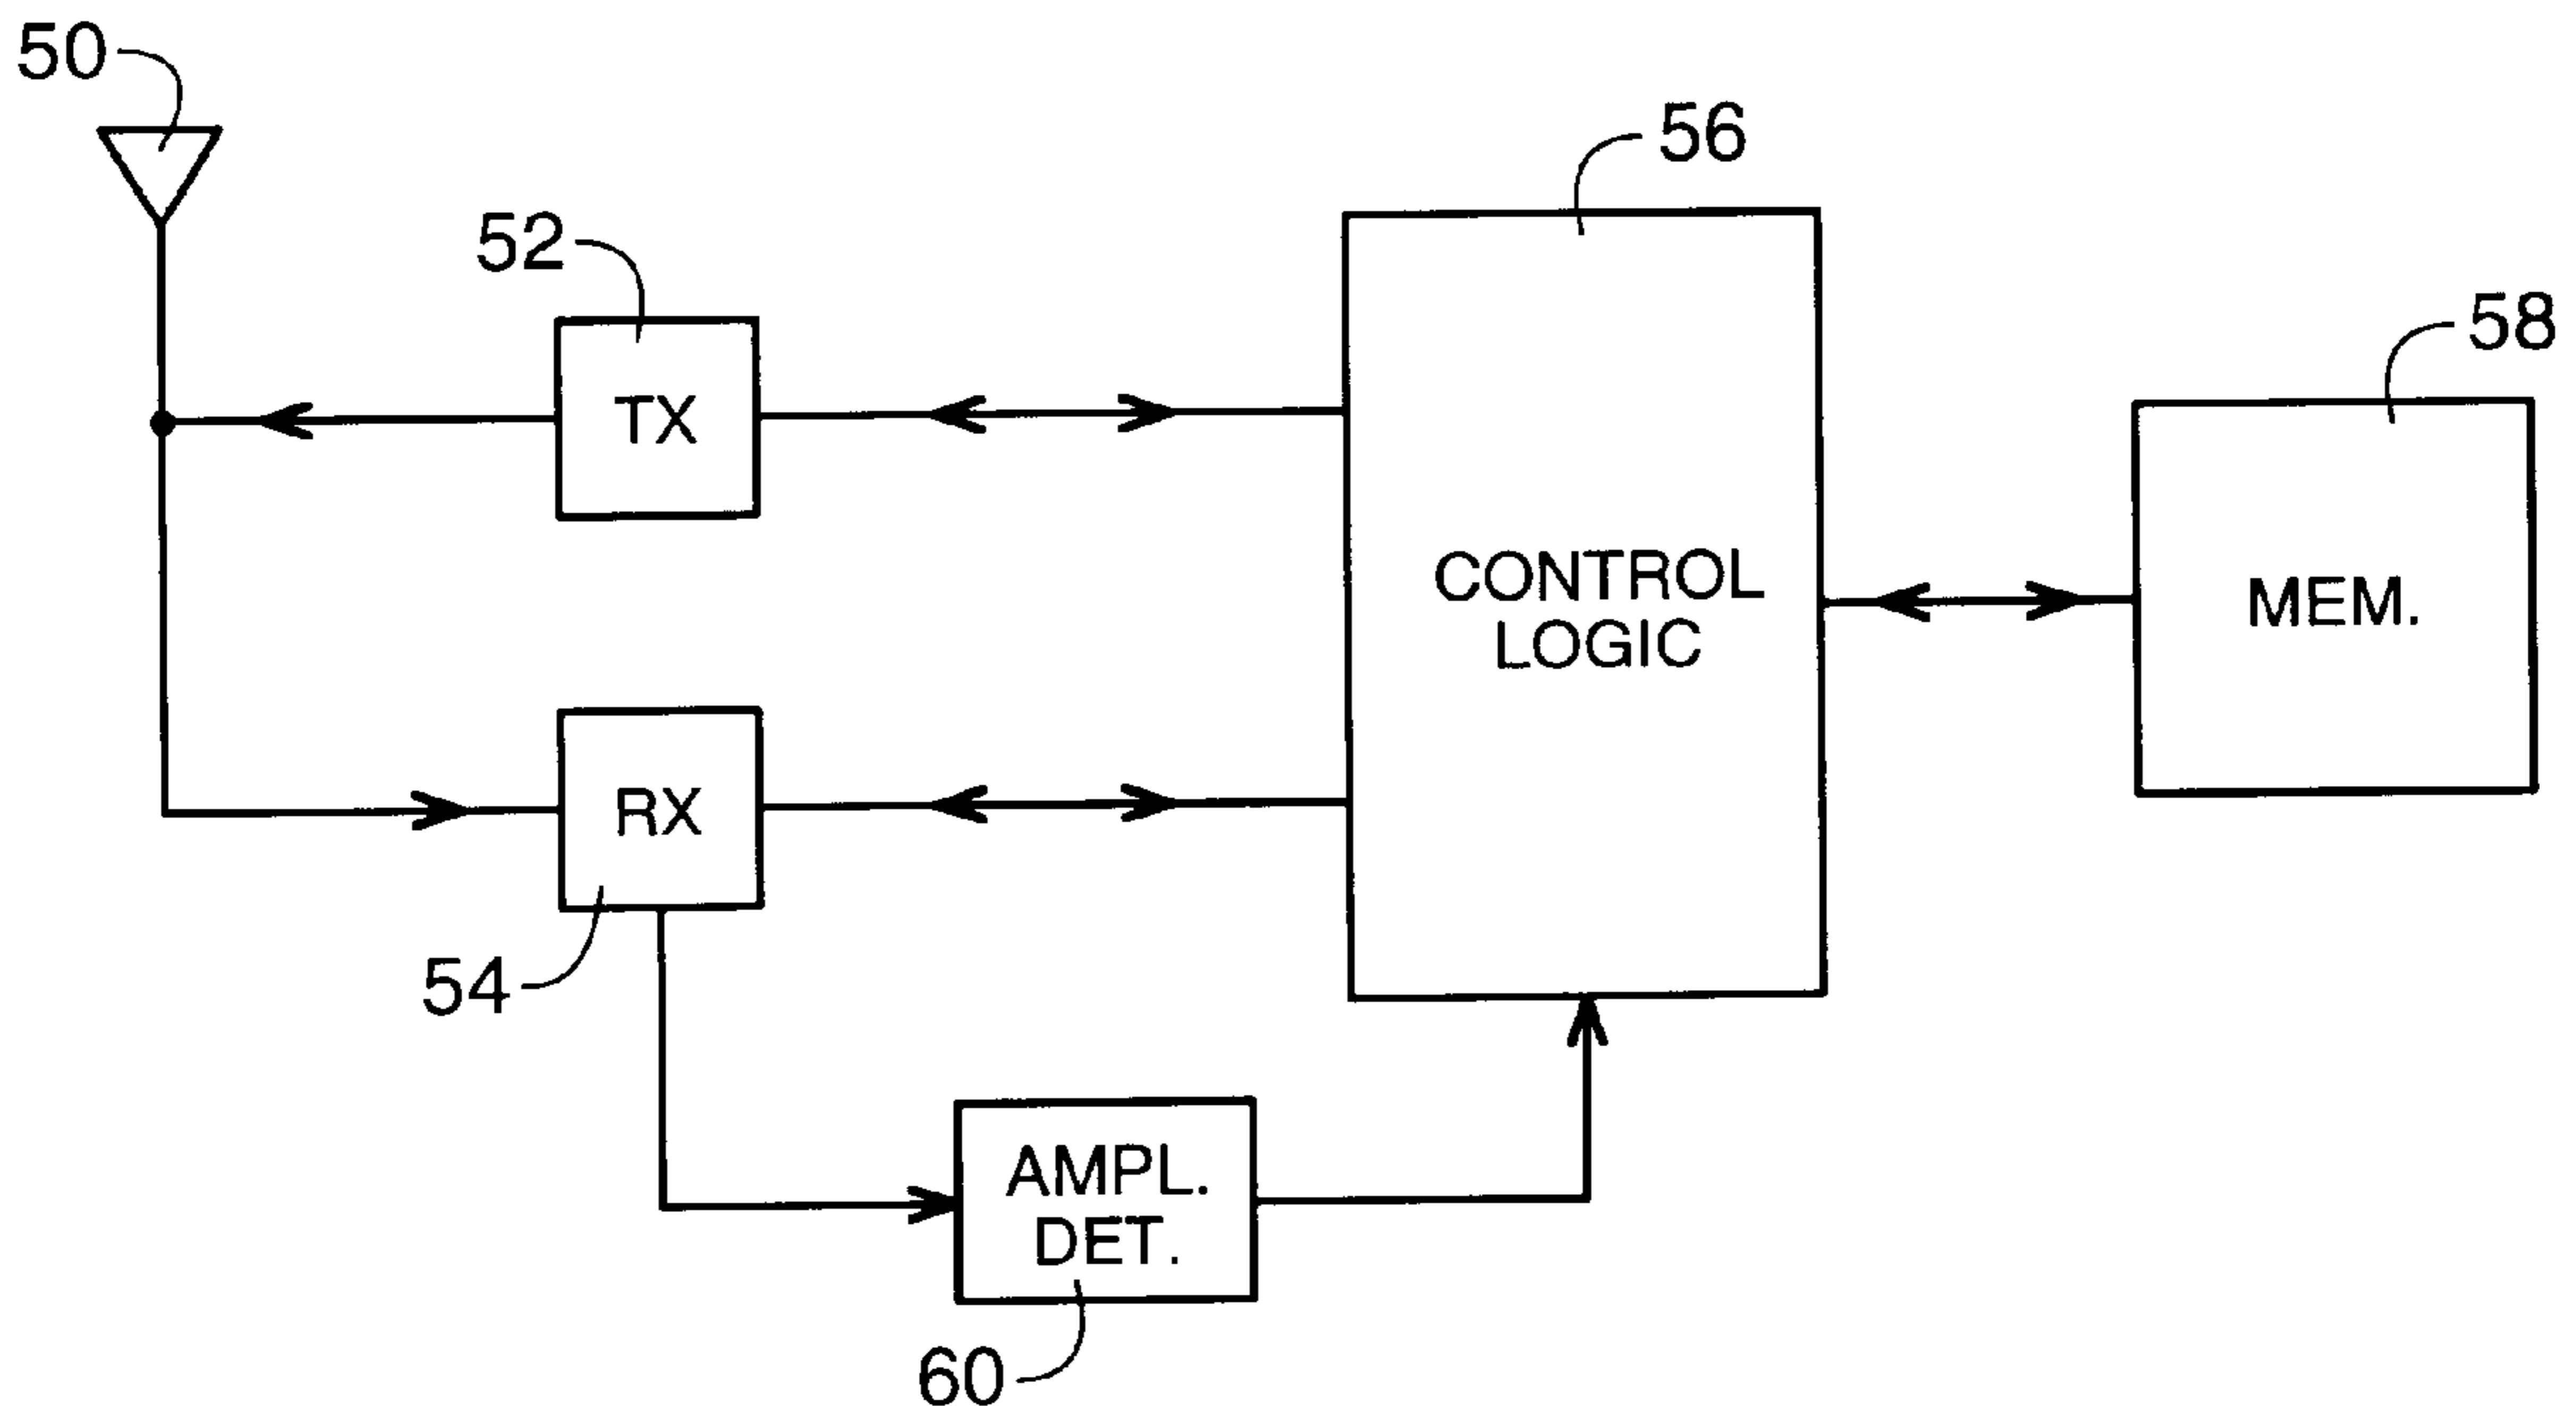 50
52
TX
56
CONTROL
LOGIC
58
MEM.
RX
54
AMPL.
DET.
60